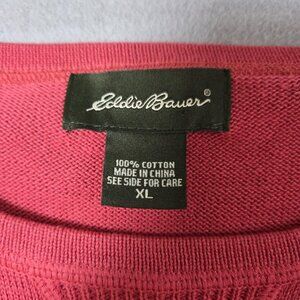 Eddie Bauer®
100% COTTON
MADE IN CHINA
SEE SIDE FOR CARE
XL